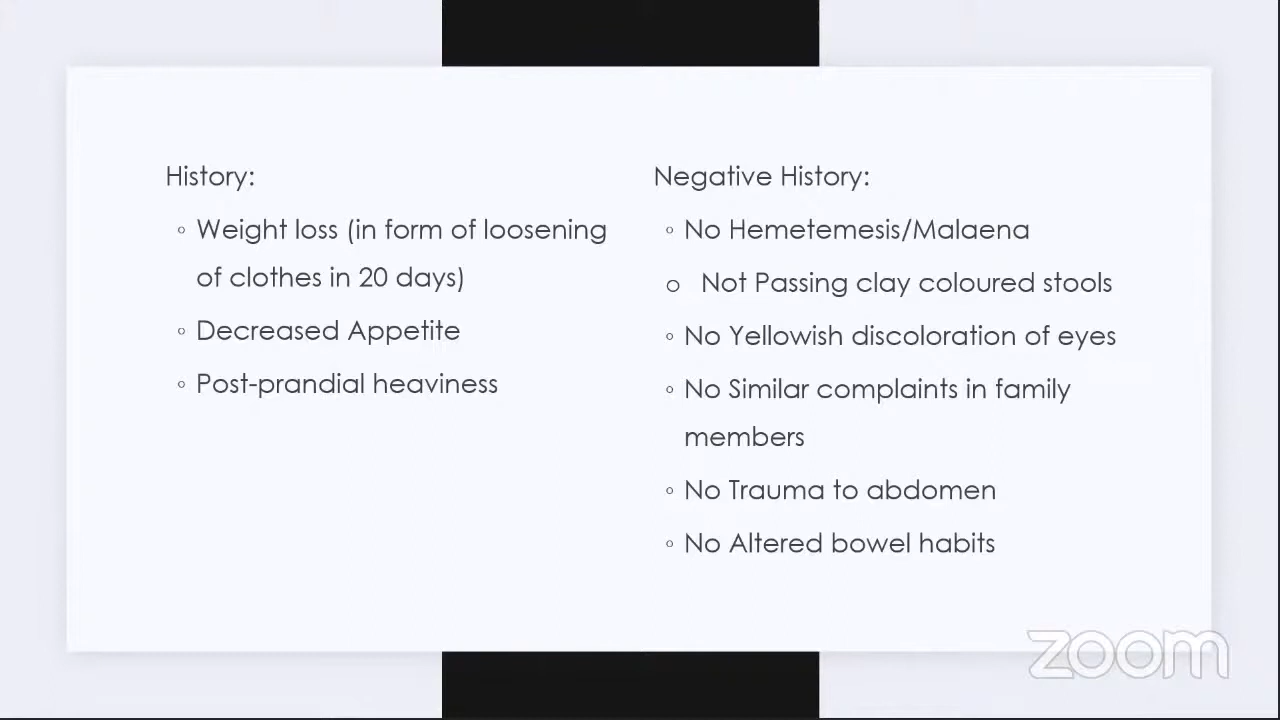 History:
◦ Weight loss (in form of loosening
of clothes in 20 days)
◦ Decreased Appetite
◦ Post-prandial heaviness
Negative History:
◦ No Hemetemesis/Malaena
o Not Passing clay coloured stools
◦ No Yellowish discoloration of eyes
◦ No Similar complaints in family
members
◦ No Trauma to abdomen
◦ No Altered bowel habits
zoom